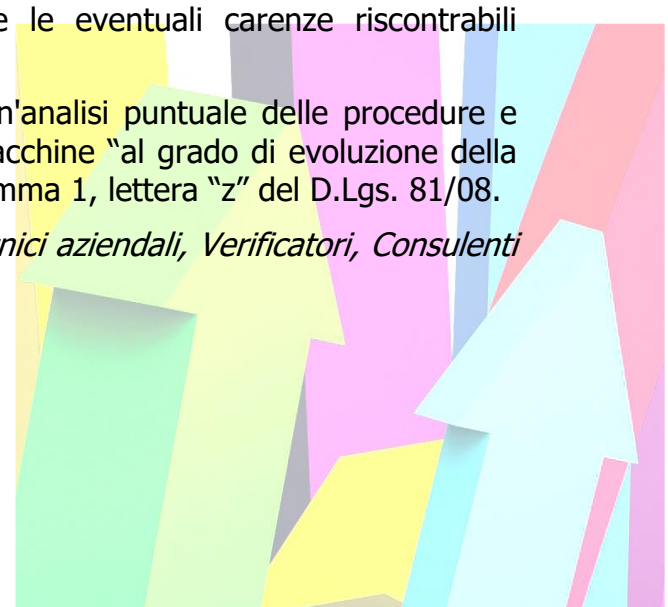 e le eventuali carenze riscontrabili
n'analisi puntuale delle procedure e
acchine “al grado di evoluzione della
mma 1, lettera “z” del D.Lgs. 81/08.
nici aziendali, Verificatori, Consulenti